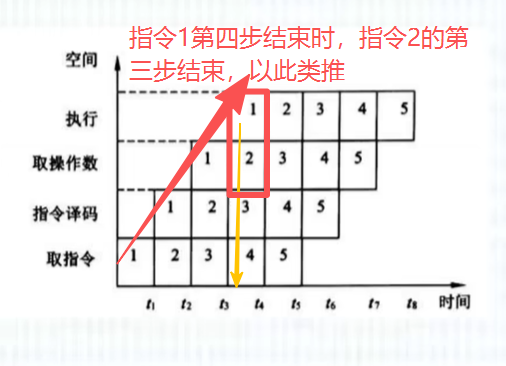 指令1第四步结束时，指令2的第
三步结束，以此类推
空间
执行 1 2 3 4 5
取操作数 1 2 3 4 5
指令译码 1 2 3 4 5
取指令 1 2 3 4 5
t₁ t₂ t₃ t₄ t₅ t₆ t₇ t₈ 时间